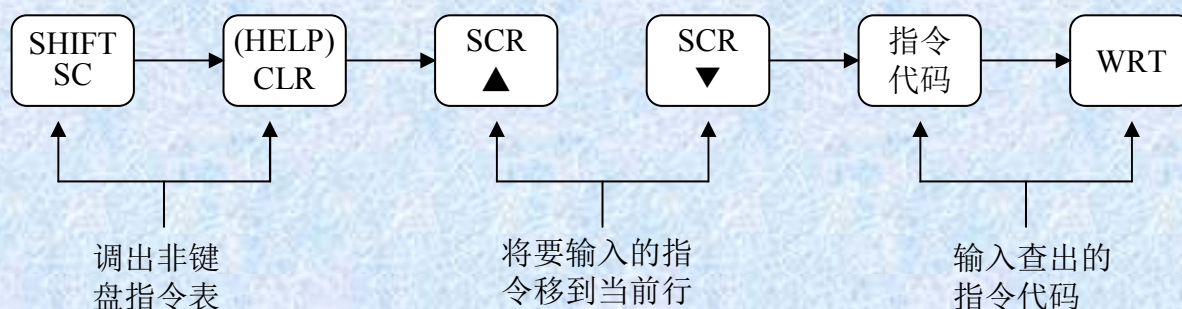 SHIFT
SC
(HELP)
CLR
SCR
▲
SCR
▼
指令
代码
WRT
调出非键
盘指令表
将要输入的指
令移到当前行
输入查出的
指令代码